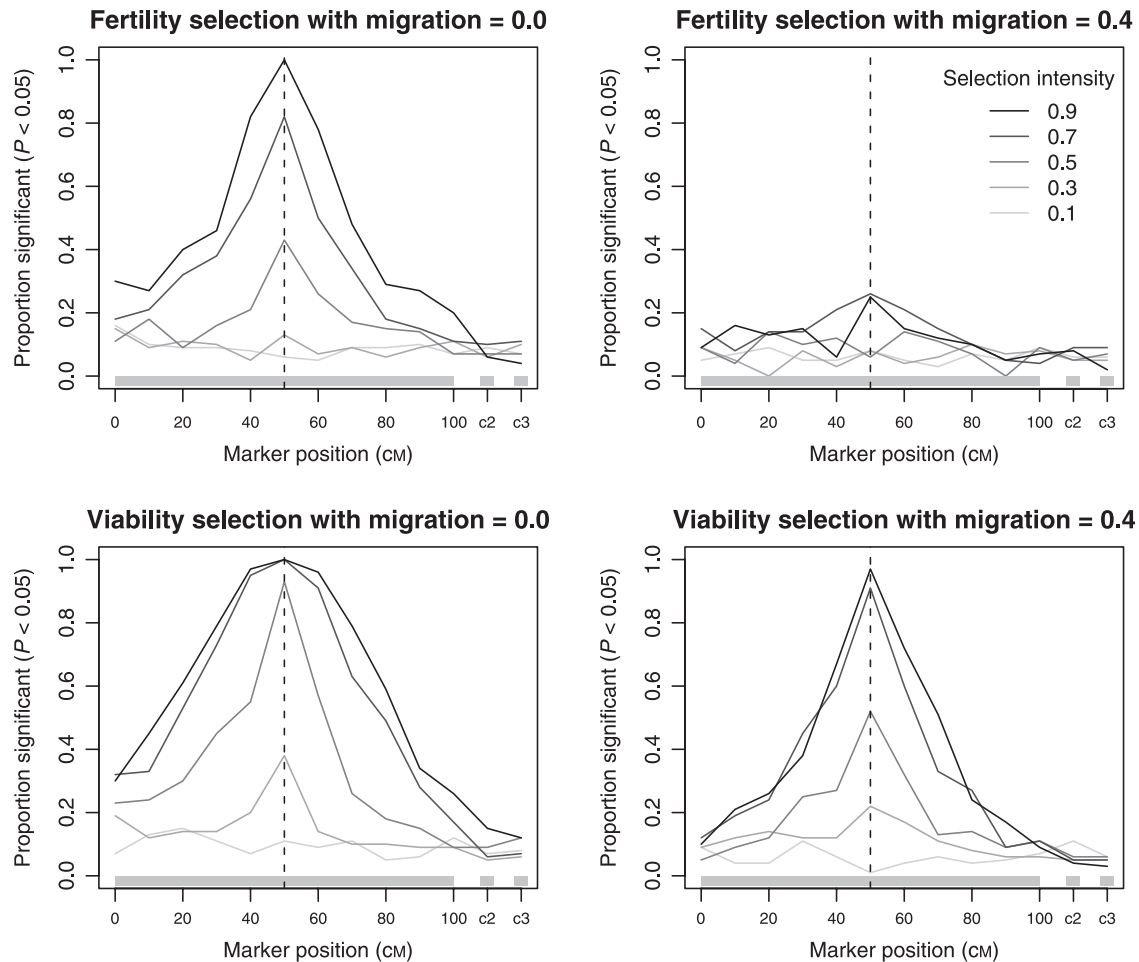 Fertility selection with migration = 0.0
Proportion significant (P < 0.05)
1.0
0.8
0.6
0.4
0.2
0.0
0 20 40 60 80 100 c2 c3
Marker position (CM)
Fertility selection with migration = 0.4
Proportion significant (P < 0.05)
1.0
0.8
0.6
0.4
0.2
0.0
Selection intensity
0.9
0.7
0.5
0.3
0.1
0 20 40 60 80 100 c2 c3
Marker position (CM)
Viability selection with migration = 0.0
Proportion significant (P < 0.05)
1.0
0.8
0.6
0.4
0.2
0.0
0 20 40 60 80 100 c2 c3
Marker position (CM)
Viability selection with migration = 0.4
Proportion significant (P < 0.05)
1.0
0.8
0.6
0.4
0.2
0.0
0 20 40 60 80 100 c2 c3
Marker position (CM)